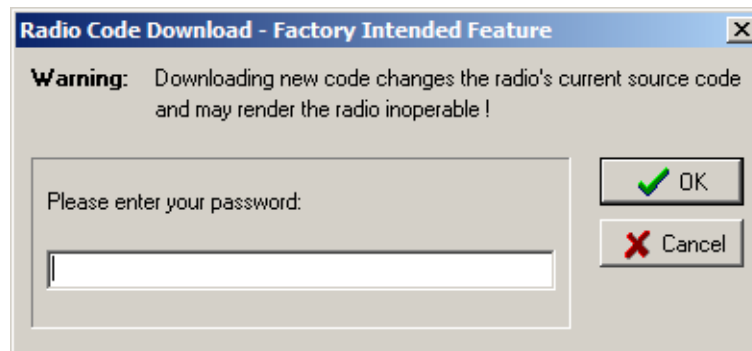 Radio Code Download - Factory Intended Feature
Warning: Downloading new code changes the radio's current source code
and may render the radio inoperable !
Please enter your password:
OK
Cancel